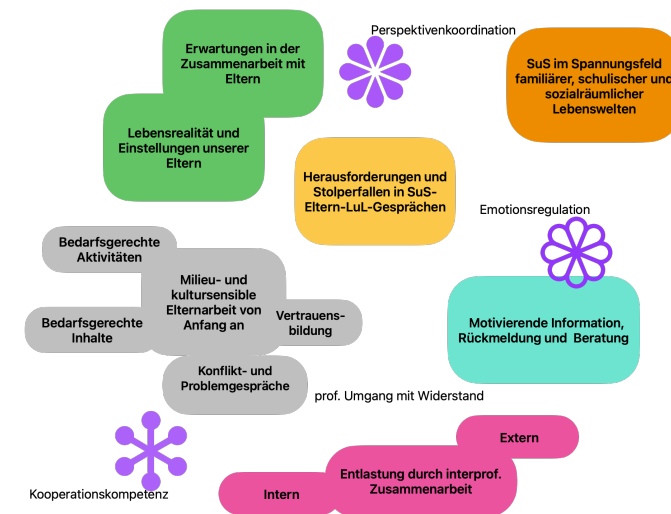 Perspektivenkoordination
Erwartungen in der
Zusammenarbeit mit
Eltern
SuS im Spannungsfeld
familiärer, schulischer und
sozialräumlicher
Lebenswelten
Lebensrealität und
Einstellungen unserer
Eltern
Herausforderungen und
Stolperfallen in SuS-
Eltern-LuL-Gesprächen
Emotionsregulation
Bedarfsgerechte
Aktivitäten
Milieu- und
kultursensible
Elternarbeit von
Anfang an
Vertrauens-
bildung
Bedarfsgerechte
Inhalte
Motivierende Information,
Rückmeldung und  Beratung
Konflikt- und
Problemgespräche
prof. Umgang mit Widerstand
Extern
Entlastung durch interprof.
Zusammenarbeit
Kooperationskompetenz
Intern